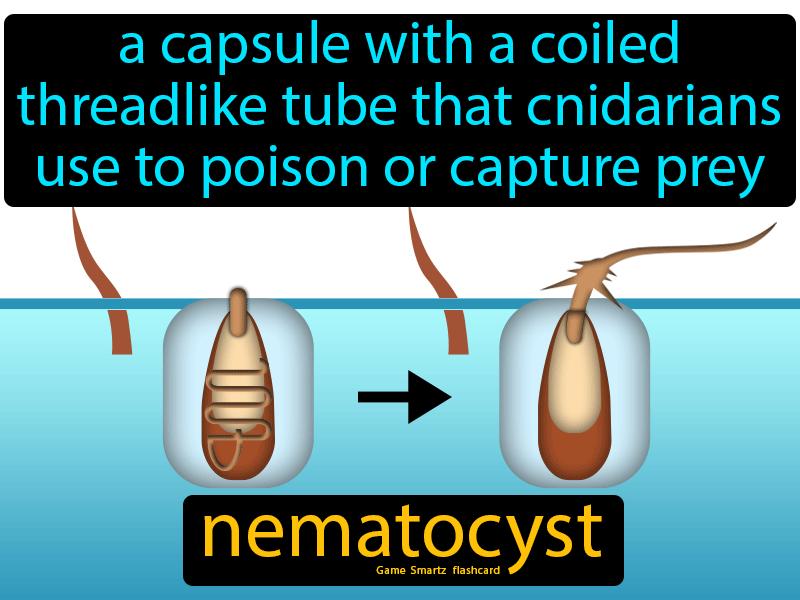 a capsule with a coiled
threadlike tube that cnidarians
use to poison or capture prey
nematocyst
Game Smartz flashcard